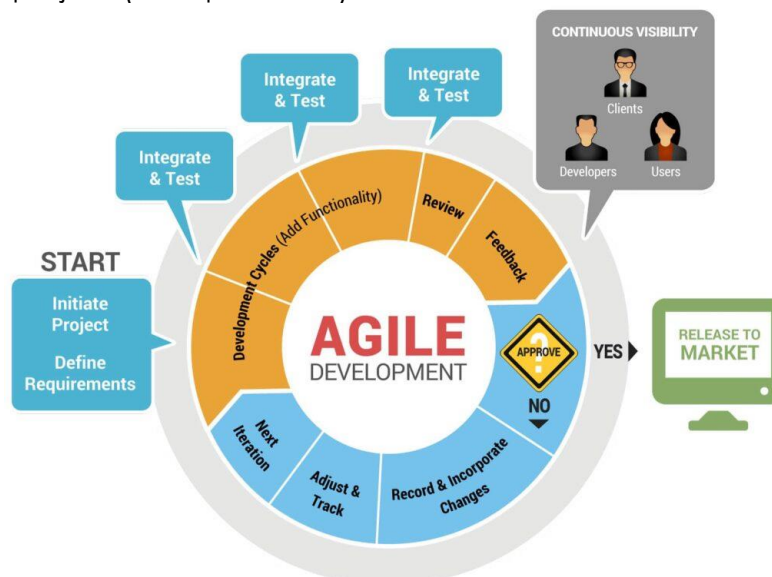 CONTINUOUS VISIBILITY
Clients
Developers
Users
Integrate
& Test
Integrate
& Test
Integrate
& Test
START
Initiate
Project
Define
Requirements
Development Cycles (Add Functionality)
Review
Feedback
AGILE
DEVELOPMENT
?
APPROVE
YES
NO
RELEASE TO
MARKET
Record & Incorporate
Changes
Adjust &
Track
Next
Iteration